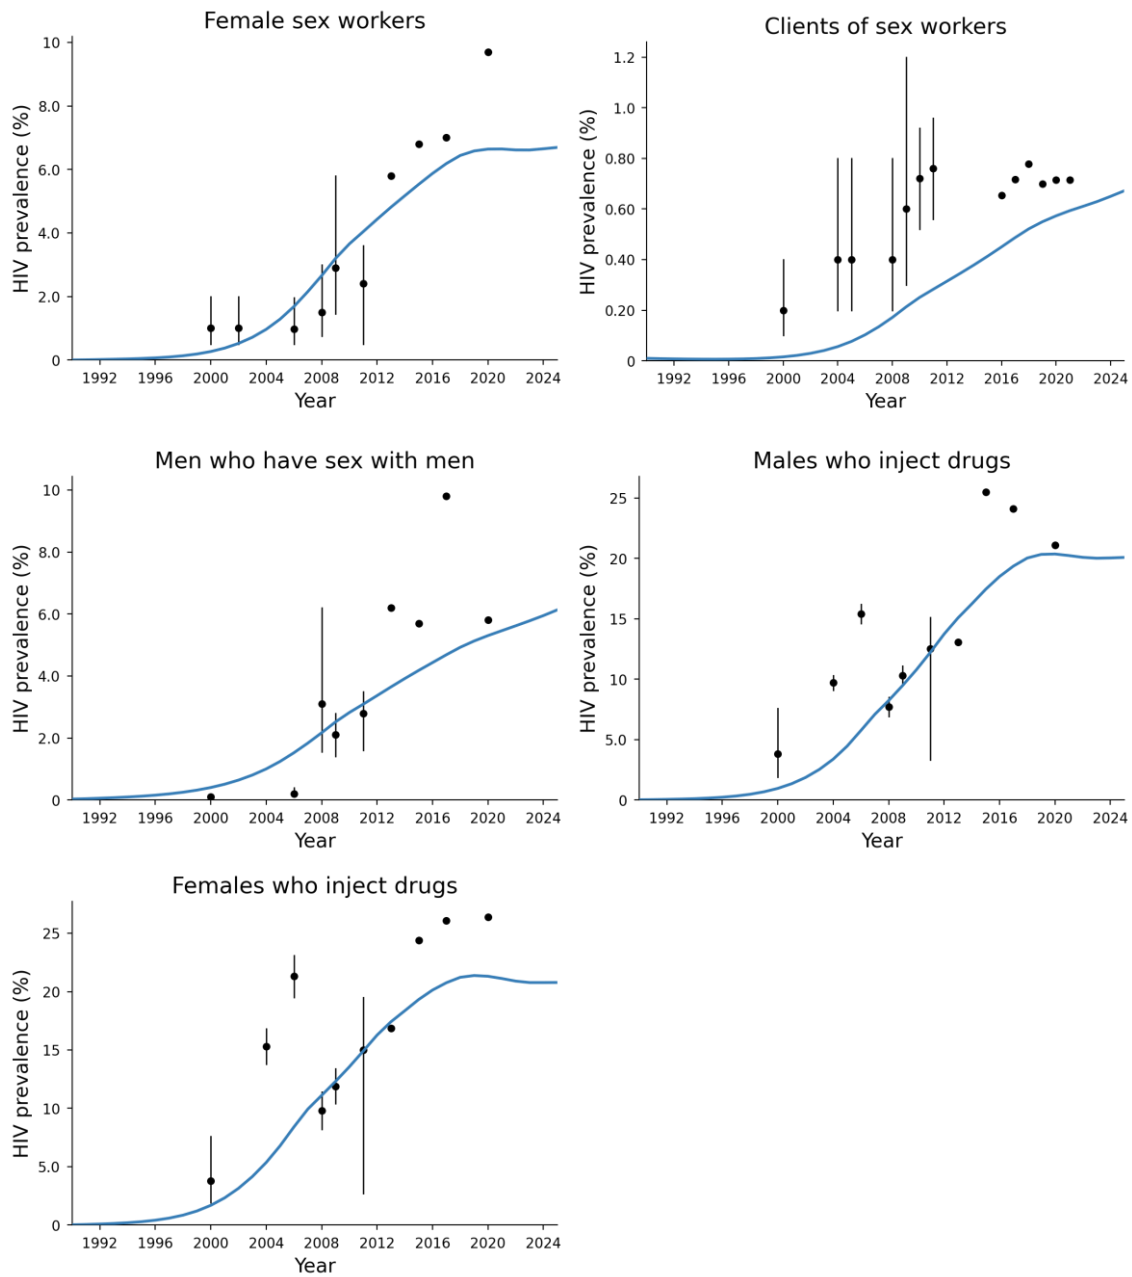 Female sex workers
HIV prevalence (%)
10
8.0
6.0
4.0
2.0
0
1992 1996 2000 2004 2008 2012 2016 2020 2024
Year
Clients of sex workers
HIV prevalence (%)
1.2
1.0
0.80
0.60
0.40
0.20
0
1992 1996 2000 2004 2008 2012 2016 2020 2024
Year
Men who have sex with men
HIV prevalence (%)
10
8.0
6.0
4.0
2.0
0
1992 1996 2000 2004 2008 2012 2016 2020 2024
Year
Males who inject drugs
HIV prevalence (%)
25
20
15
10
5.0
0
1992 1996 2000 2004 2008 2012 2016 2020 2024
Year
Females who inject drugs
HIV prevalence (%)
25
20
15
10
5.0
0
1992 1996 2000 2004 2008 2012 2016 2020 2024
Year